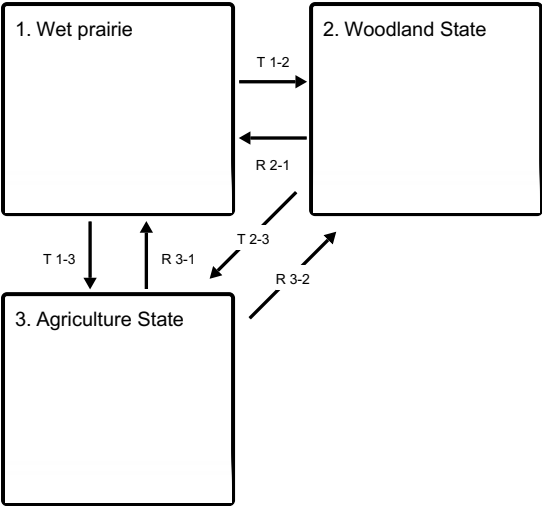 1. Wet prairie
2. Woodland State
T 1-2
R 2-1
T 2-3
T 1-3
R 3-1
R 3-2
3. Agriculture State